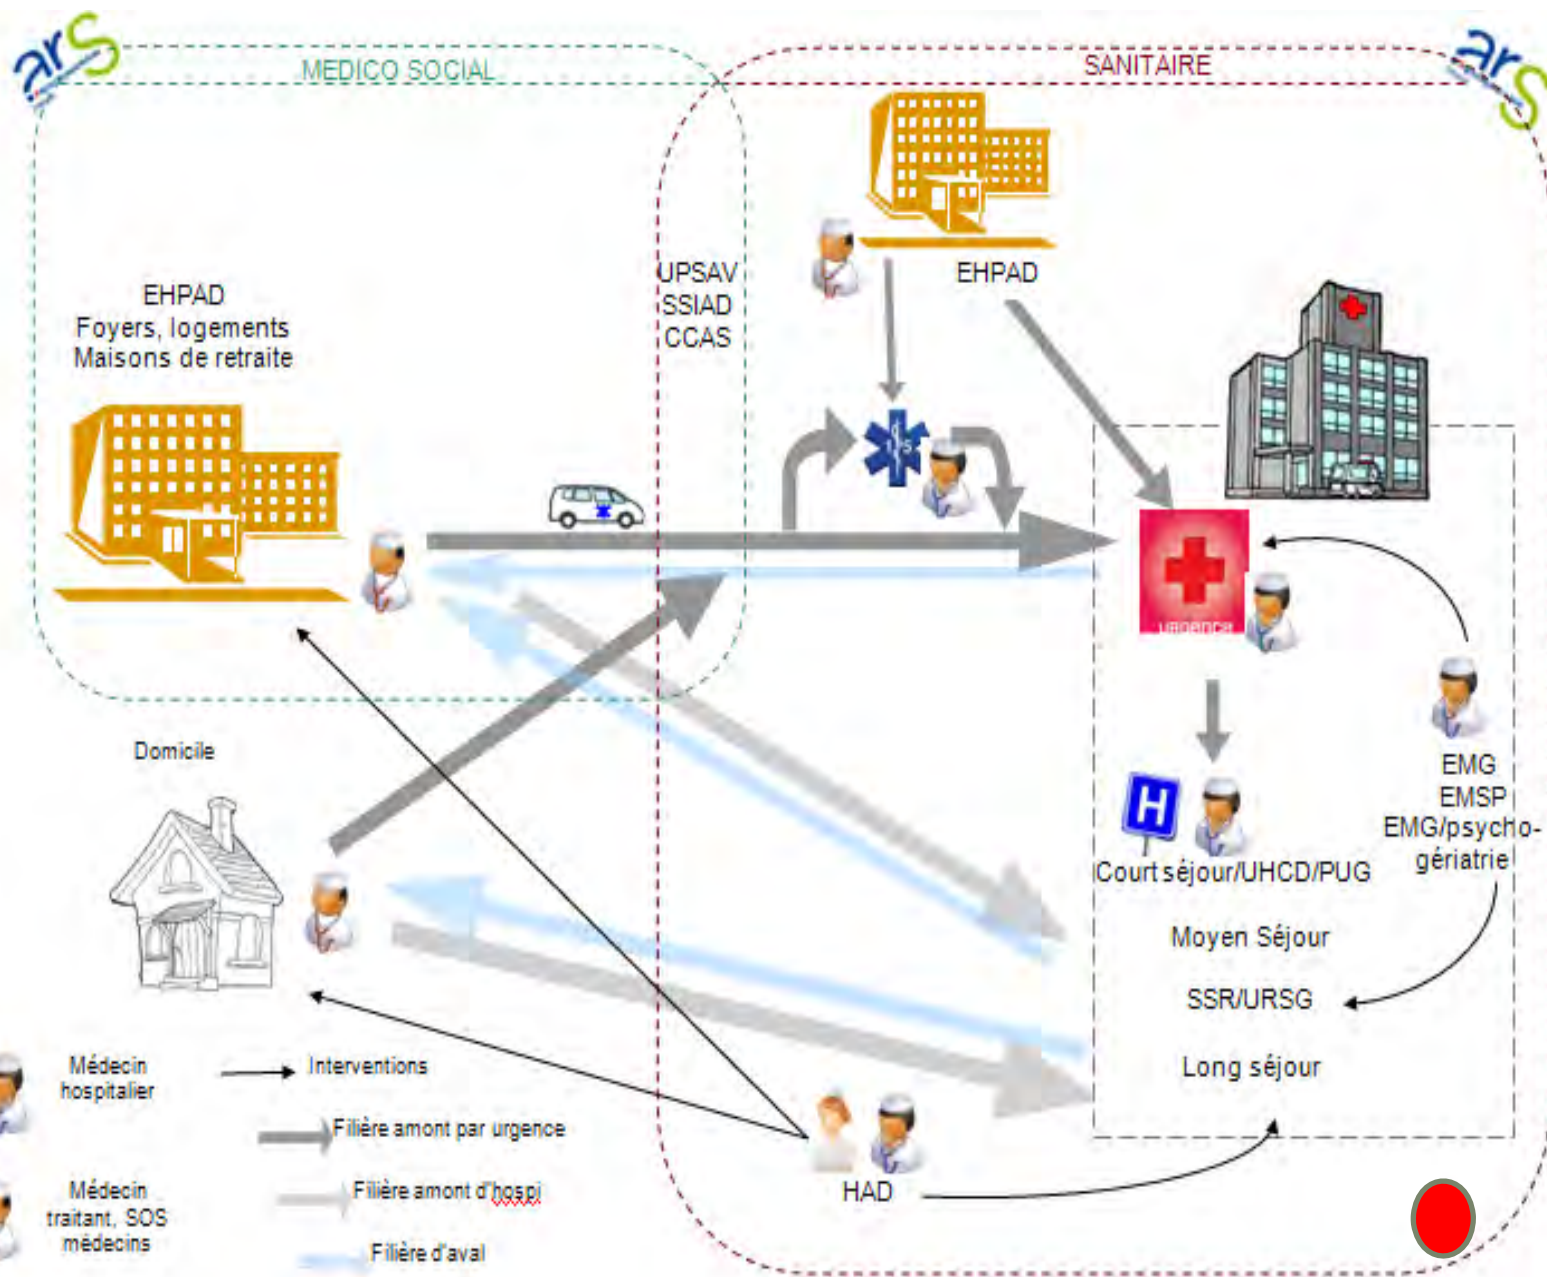 arS
MEDICO SOCIAL
SANITAIRE
arS
EHPAD
Foyers, logements
Maisons de retraite
UPSAV
SSIAD
CCAS
EHPAD
15
URGENCE
Domicile
H
Court séjour/UHCD/PUG
Moyen Séjour
SSR/URSG
Long séjour
EMG
EMSP
EMG/psycho-
gériatrie
HAD
Médecin
hospitalier
Interventions
Filière amont par urgence
Médecin
traitant, SOS
médecins
Filière amont d'hospi
Filière d'aval